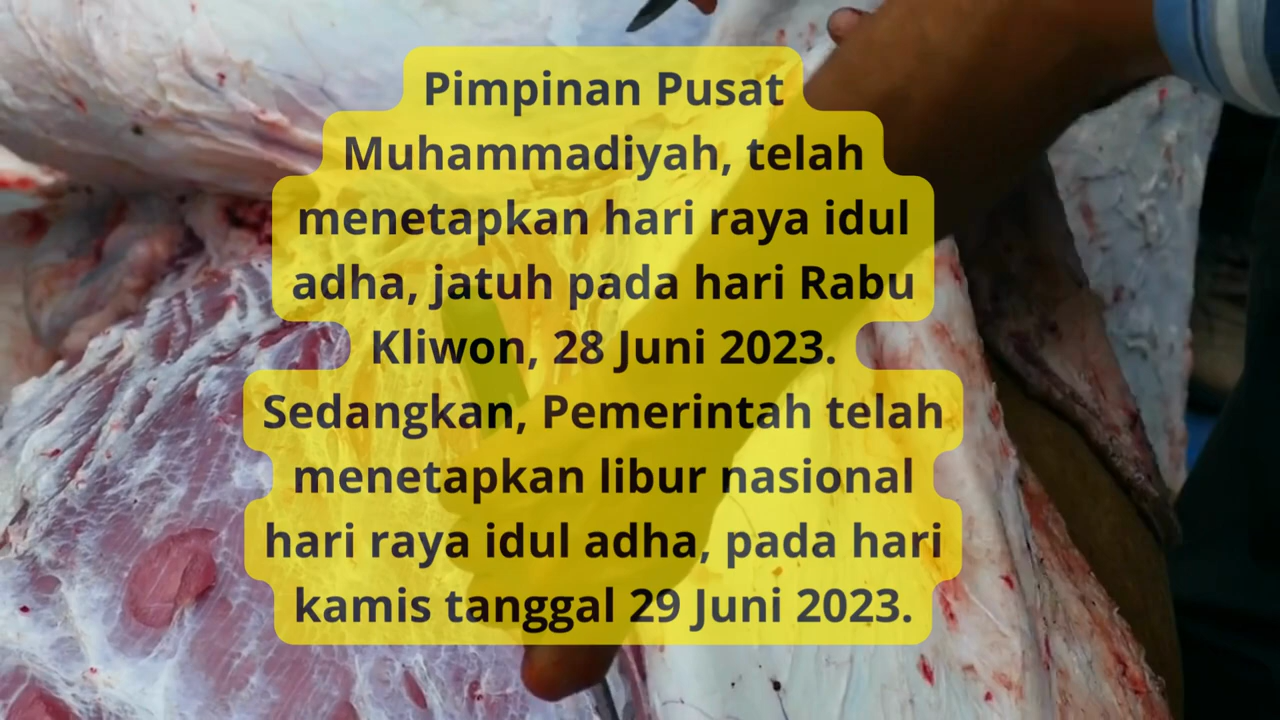 Pimpinan Pusat
Muhammadiyah, telah
menetapkan hari raya idul
adha, jatuh pada hari Rabu
Kliwon, 28 Juni 2023.
Sedangkan, Pemerintah telah
menetapkan libur nasional
hari raya idul adha, pada hari
kamis tanggal 29 Juni 2023.